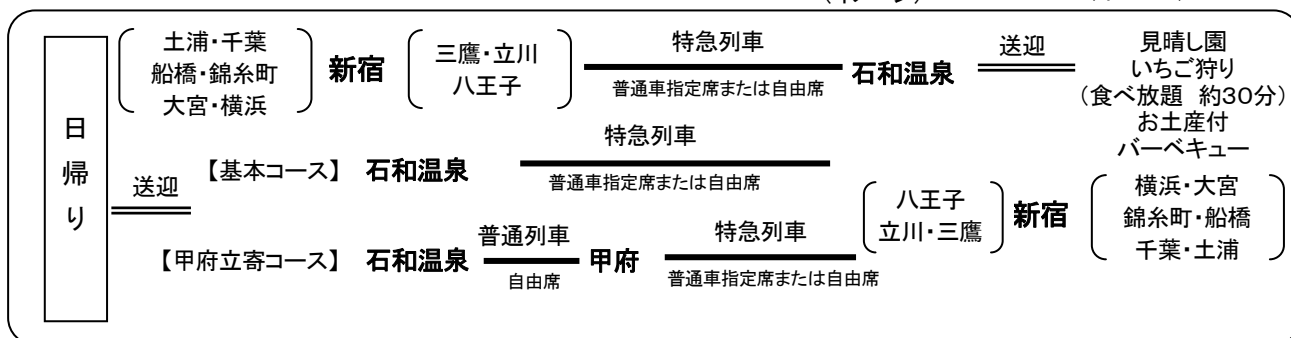 土浦・千葉
船橋・錦糸町
大宮・横浜
新宿
三鷹・立川
八王子
特急列車
普通車指定席または自由席
石和温泉
送迎
見晴し園
いちご狩り
(食べ放題 約30分)
お土産付
バーベキュー
日帰り
送迎
【基本コース】 石和温泉
特急列車
普通車指定席または自由席
【甲府立寄コース】 石和温泉
普通列車
自由席
甲府
特急列車
普通車指定席または自由席
八王子
立川・三鷹
新宿
横浜・大宮
錦糸町・船橋
千葉・土浦